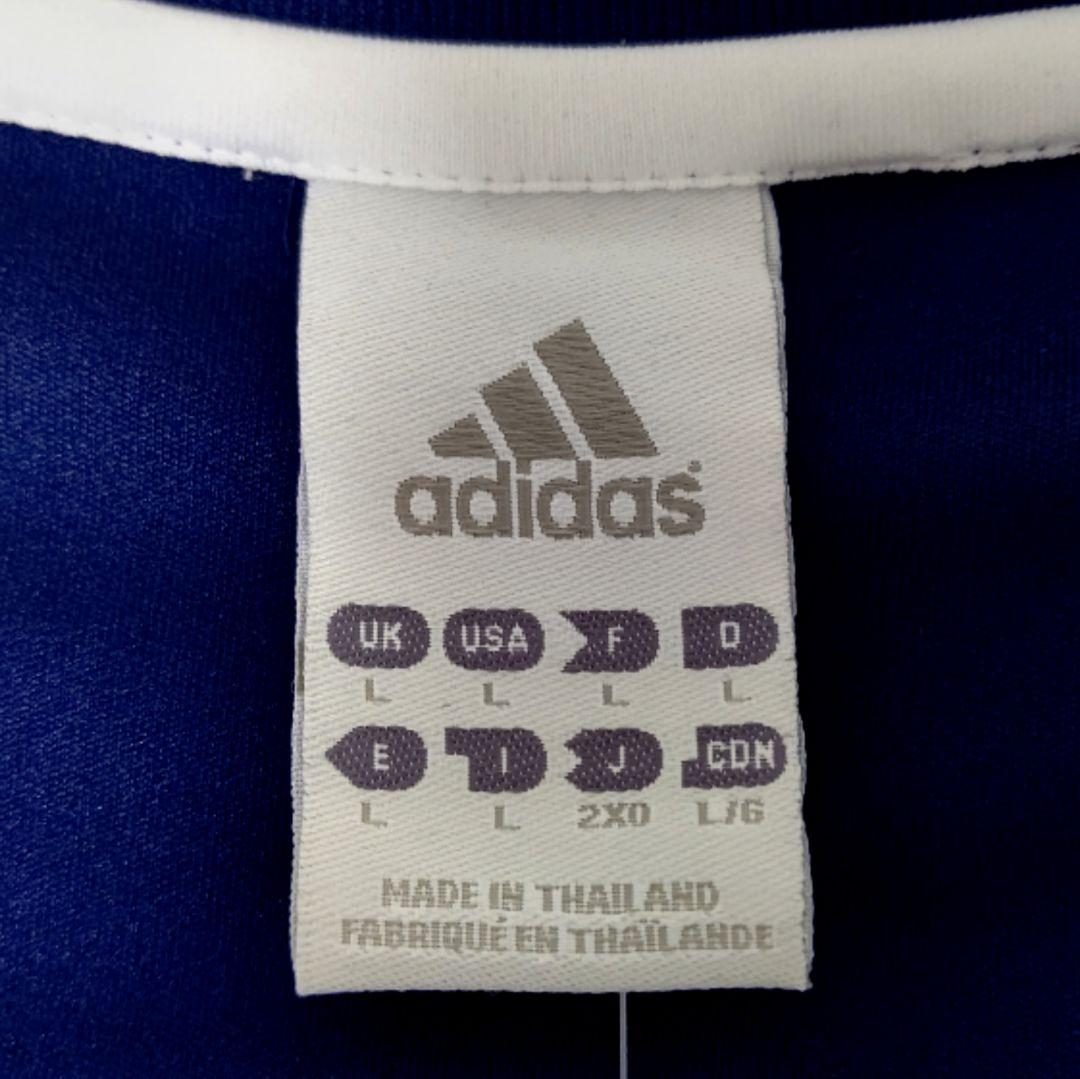 adidas
UK USA F D
L L L L
E I J CDN
L L 2XO L/G
MADE IN THAILAND
FABRIQUÉ EN THAÏLANDE